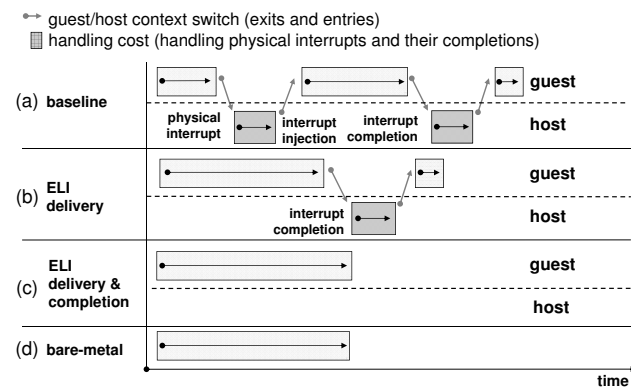 guest/host context switch (exits and entries)
handling cost (handling physical interrupts and their completions)
(a) baseline
guest
physical interrupt
interrupt injection
interrupt completion
host
(b) ELI delivery
guest
interrupt completion
host
(c) ELI delivery & completion
guest
host
(d) bare-metal
time